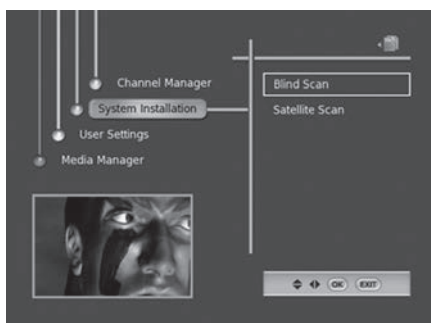 Channel Manager
System Installation
User Settings
Media Manager
Blind Scan
Satellite Scan
OK EXIT